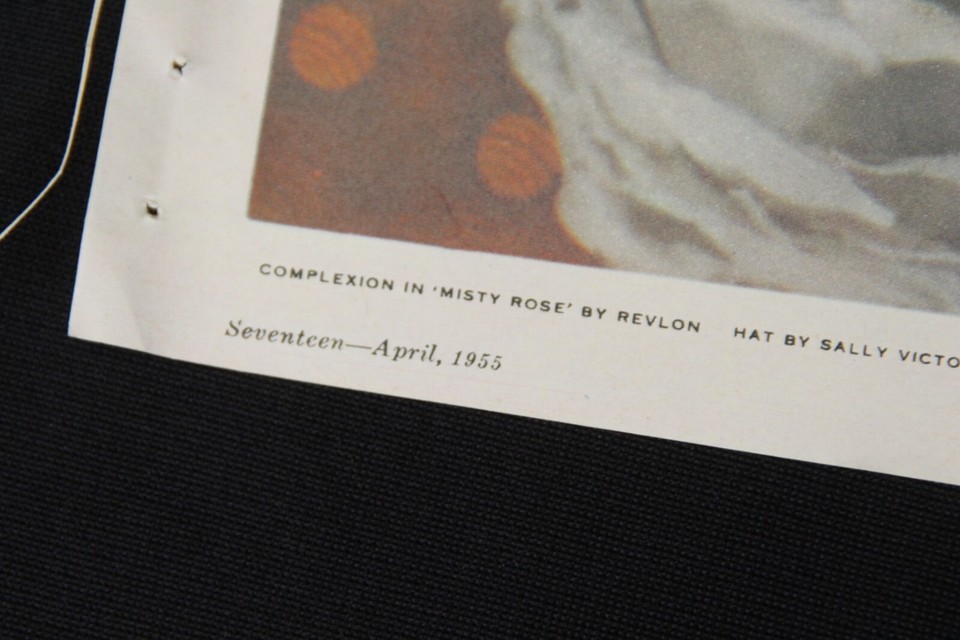 COMPLEXION IN 'MISTY ROSE' BY REVLON HAT BY SALLY VICTO
Seventeen—April, 1955